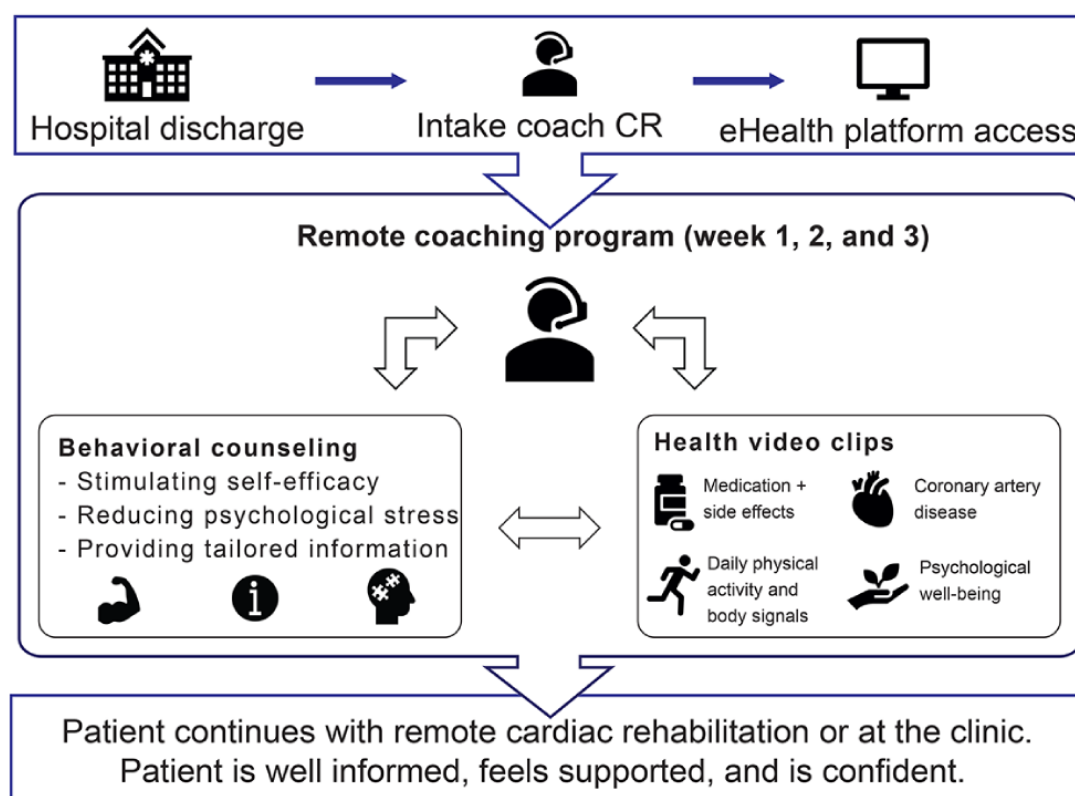 Hospital discharge
Intake coach CR
eHealth platform access
Remote coaching program (week 1, 2, and 3)
Behavioral counseling
- Stimulating self-efficacy
- Reducing psychological stress
- Providing tailored information
Health video clips
Medication +
side effects
Coronary artery
disease
Daily physical
activity and
body signals
Psychological
well-being
Patient continues with remote cardiac rehabilitation or at the clinic.
Patient is well informed, feels supported, and is confident.